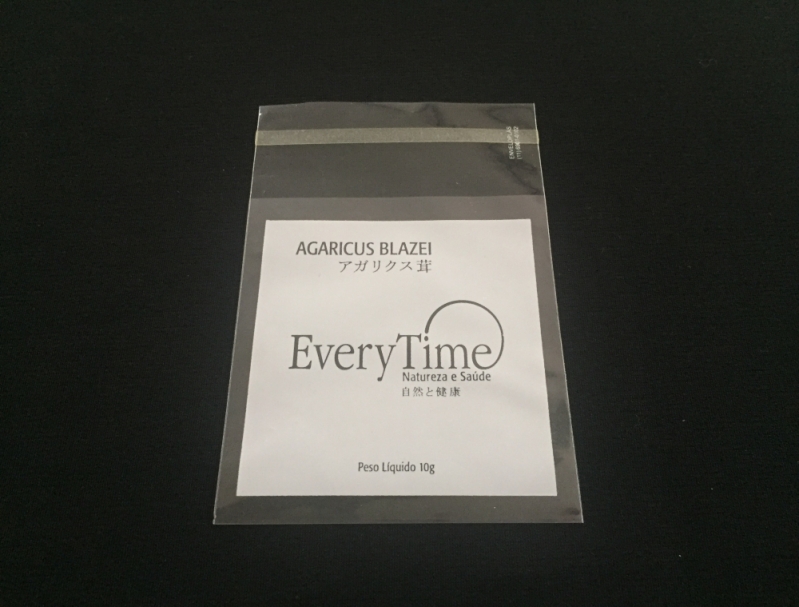 AGARICUS BLAZEI
アガリクス茸
EveryTime
Natureza e Saúde
自然と健康
Peso Líquido 10g